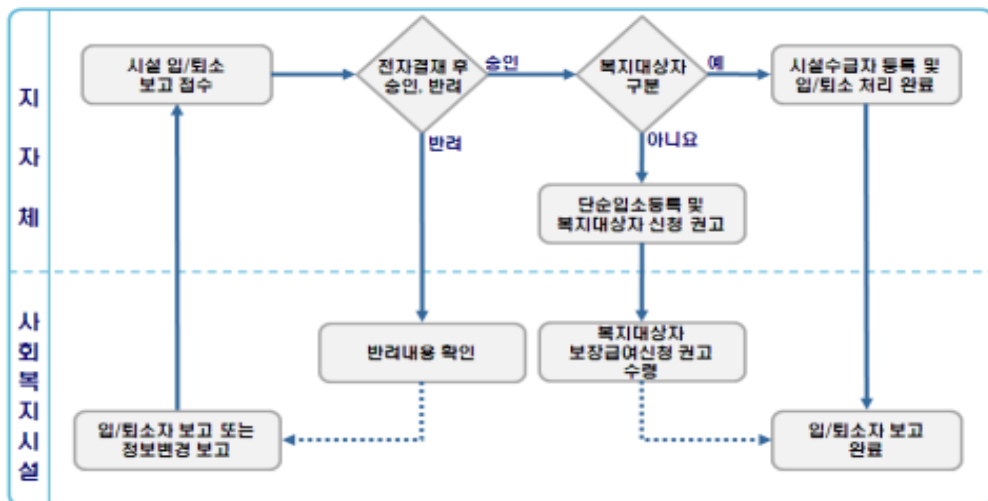 지
자
체
시설 입/퇴소
보고 접수
전자결재 후
승인, 반려
승인
반려
복지대상자
구분
예
아니요
시설수급자 등록 및
입/퇴소 처리 완료
단순입소등록 및
복지대상자 신청 권고
사
회
복
지
시
설
반려내용 확인
복지대상자
보장급여신청 권고
수령
입/퇴소자 보고 또는
정보변경 보고
입/퇴소자 보고
완료